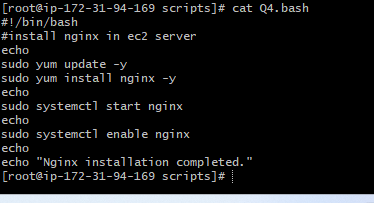 [root@ip-172-31-94-169 scripts]# cat Q4.bash
#!/bin/bash
#install nginx in ec2 server
echo
sudo yum update -y
sudo yum install nginx -y
echo
sudo systemctl start nginx
echo
sudo systemctl enable nginx
echo
echo "Nginx installation completed."
[root@ip-172-31-94-169 scripts]#